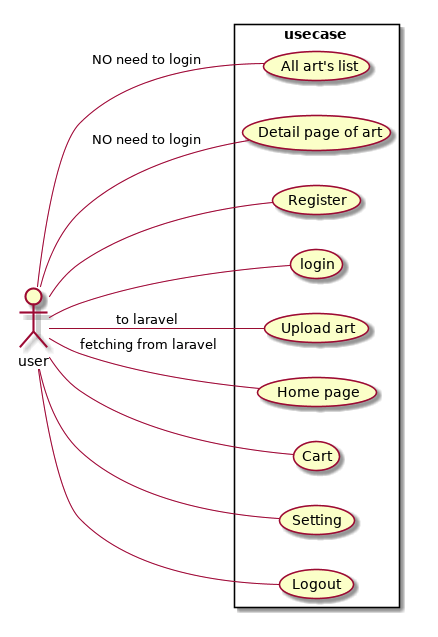 usecase
NO need to login
All art's list
NO need to login
Detail page of art
Register
login
to laravel
Upload art
fetching from laravel
user
Home page
Cart
Setting
Logout